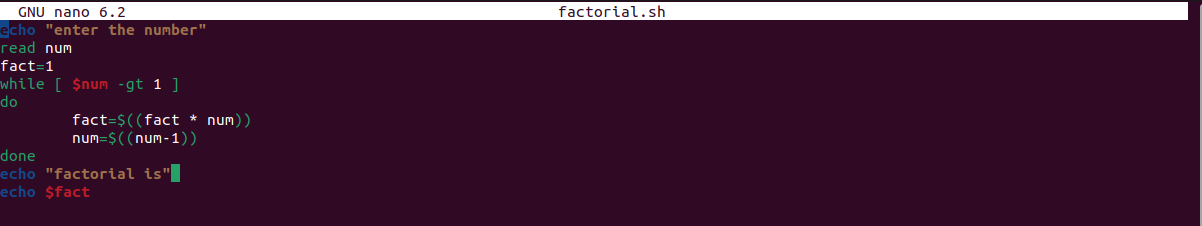 GNU nano 6.2 factorial.sh
echo "enter the number"
read num
fact=1
while [ $num -gt 1 ]
do
        fact=$((fact * num))
        num=$((num-1))
done
echo "factorial is"
echo $fact